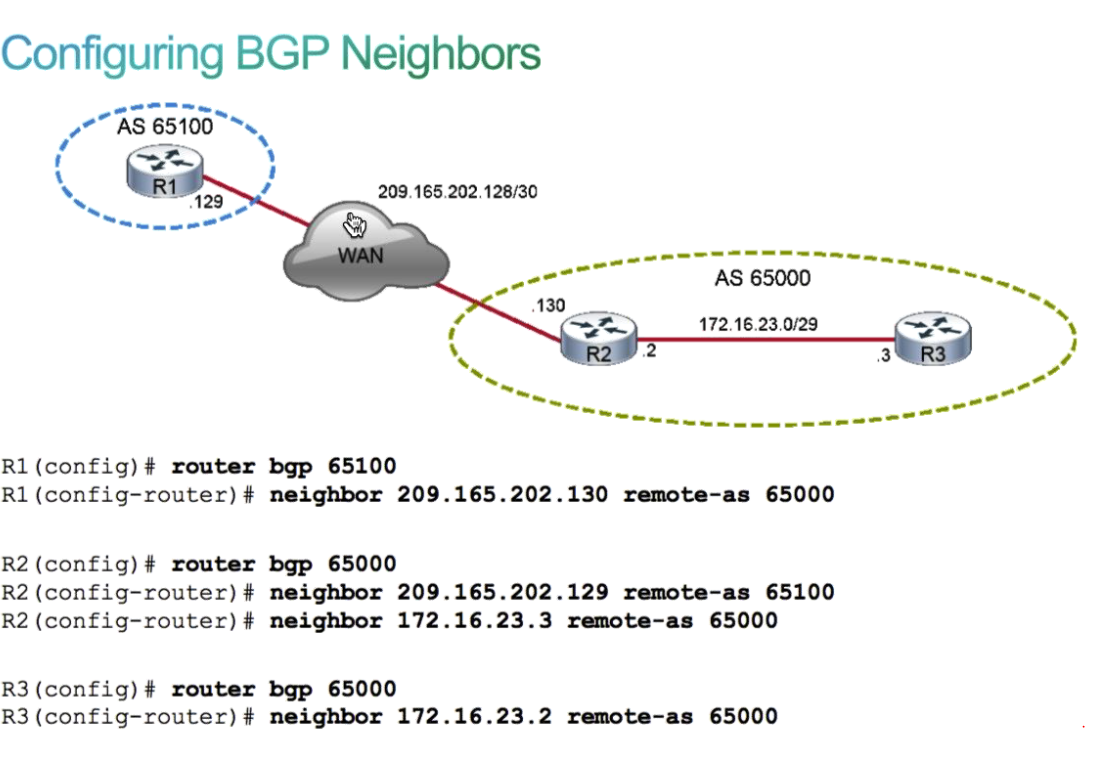 Configuring BGP Neighbors
AS 65100
R1
.129
209.165.202.128/30
WAN
AS 65000
.130
172.16.23.0/29
R2
.2
.3
R3
R1(config)# router bgp 65100
R1(config-router)# neighbor 209.165.202.130 remote-as 65000
R2(config)# router bgp 65000
R2(config-router)# neighbor 209.165.202.129 remote-as 65100
R2(config-router)# neighbor 172.16.23.3 remote-as 65000
R3(config)# router bgp 65000
R3(config-router)# neighbor 172.16.23.2 remote-as 65000